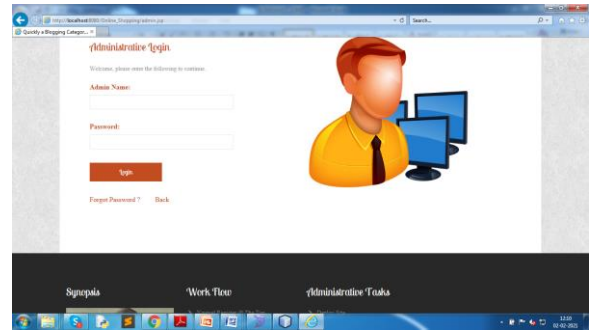 http://localhost:8080/Online_Shopping/admin.jsp
Search...
Quickly a Blogging Categor...
Administrative Login.
Welcome, please enter the following to continue.
Admin Name:
Password:
Login
Forget Password ? Back
Synopsis Work Flow Administrative Tasks
12:10
02-02-2021